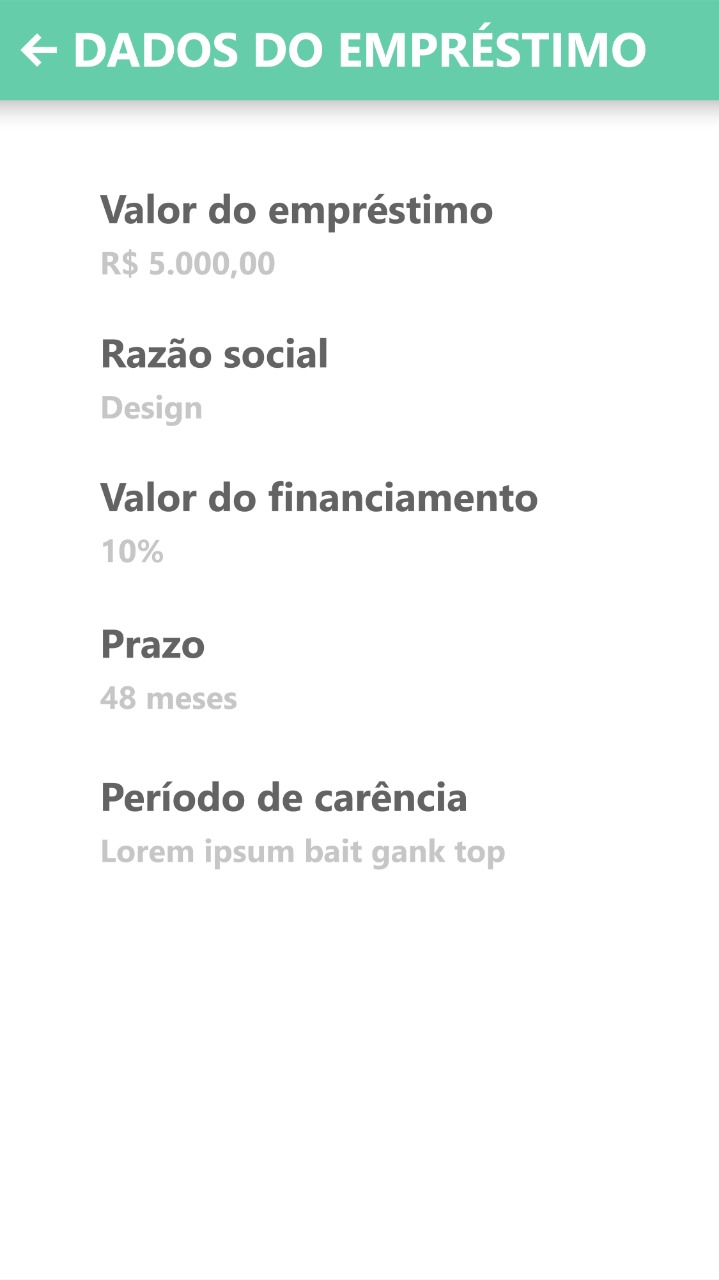 ← DADOS DO EMPRÉSTIMO
Valor do empréstimo
R$ 5.000,00
Razão social
Design
Valor do financiamento
10%
Prazo
48 meses
Período de carência
Lorem ipsum bait gank top